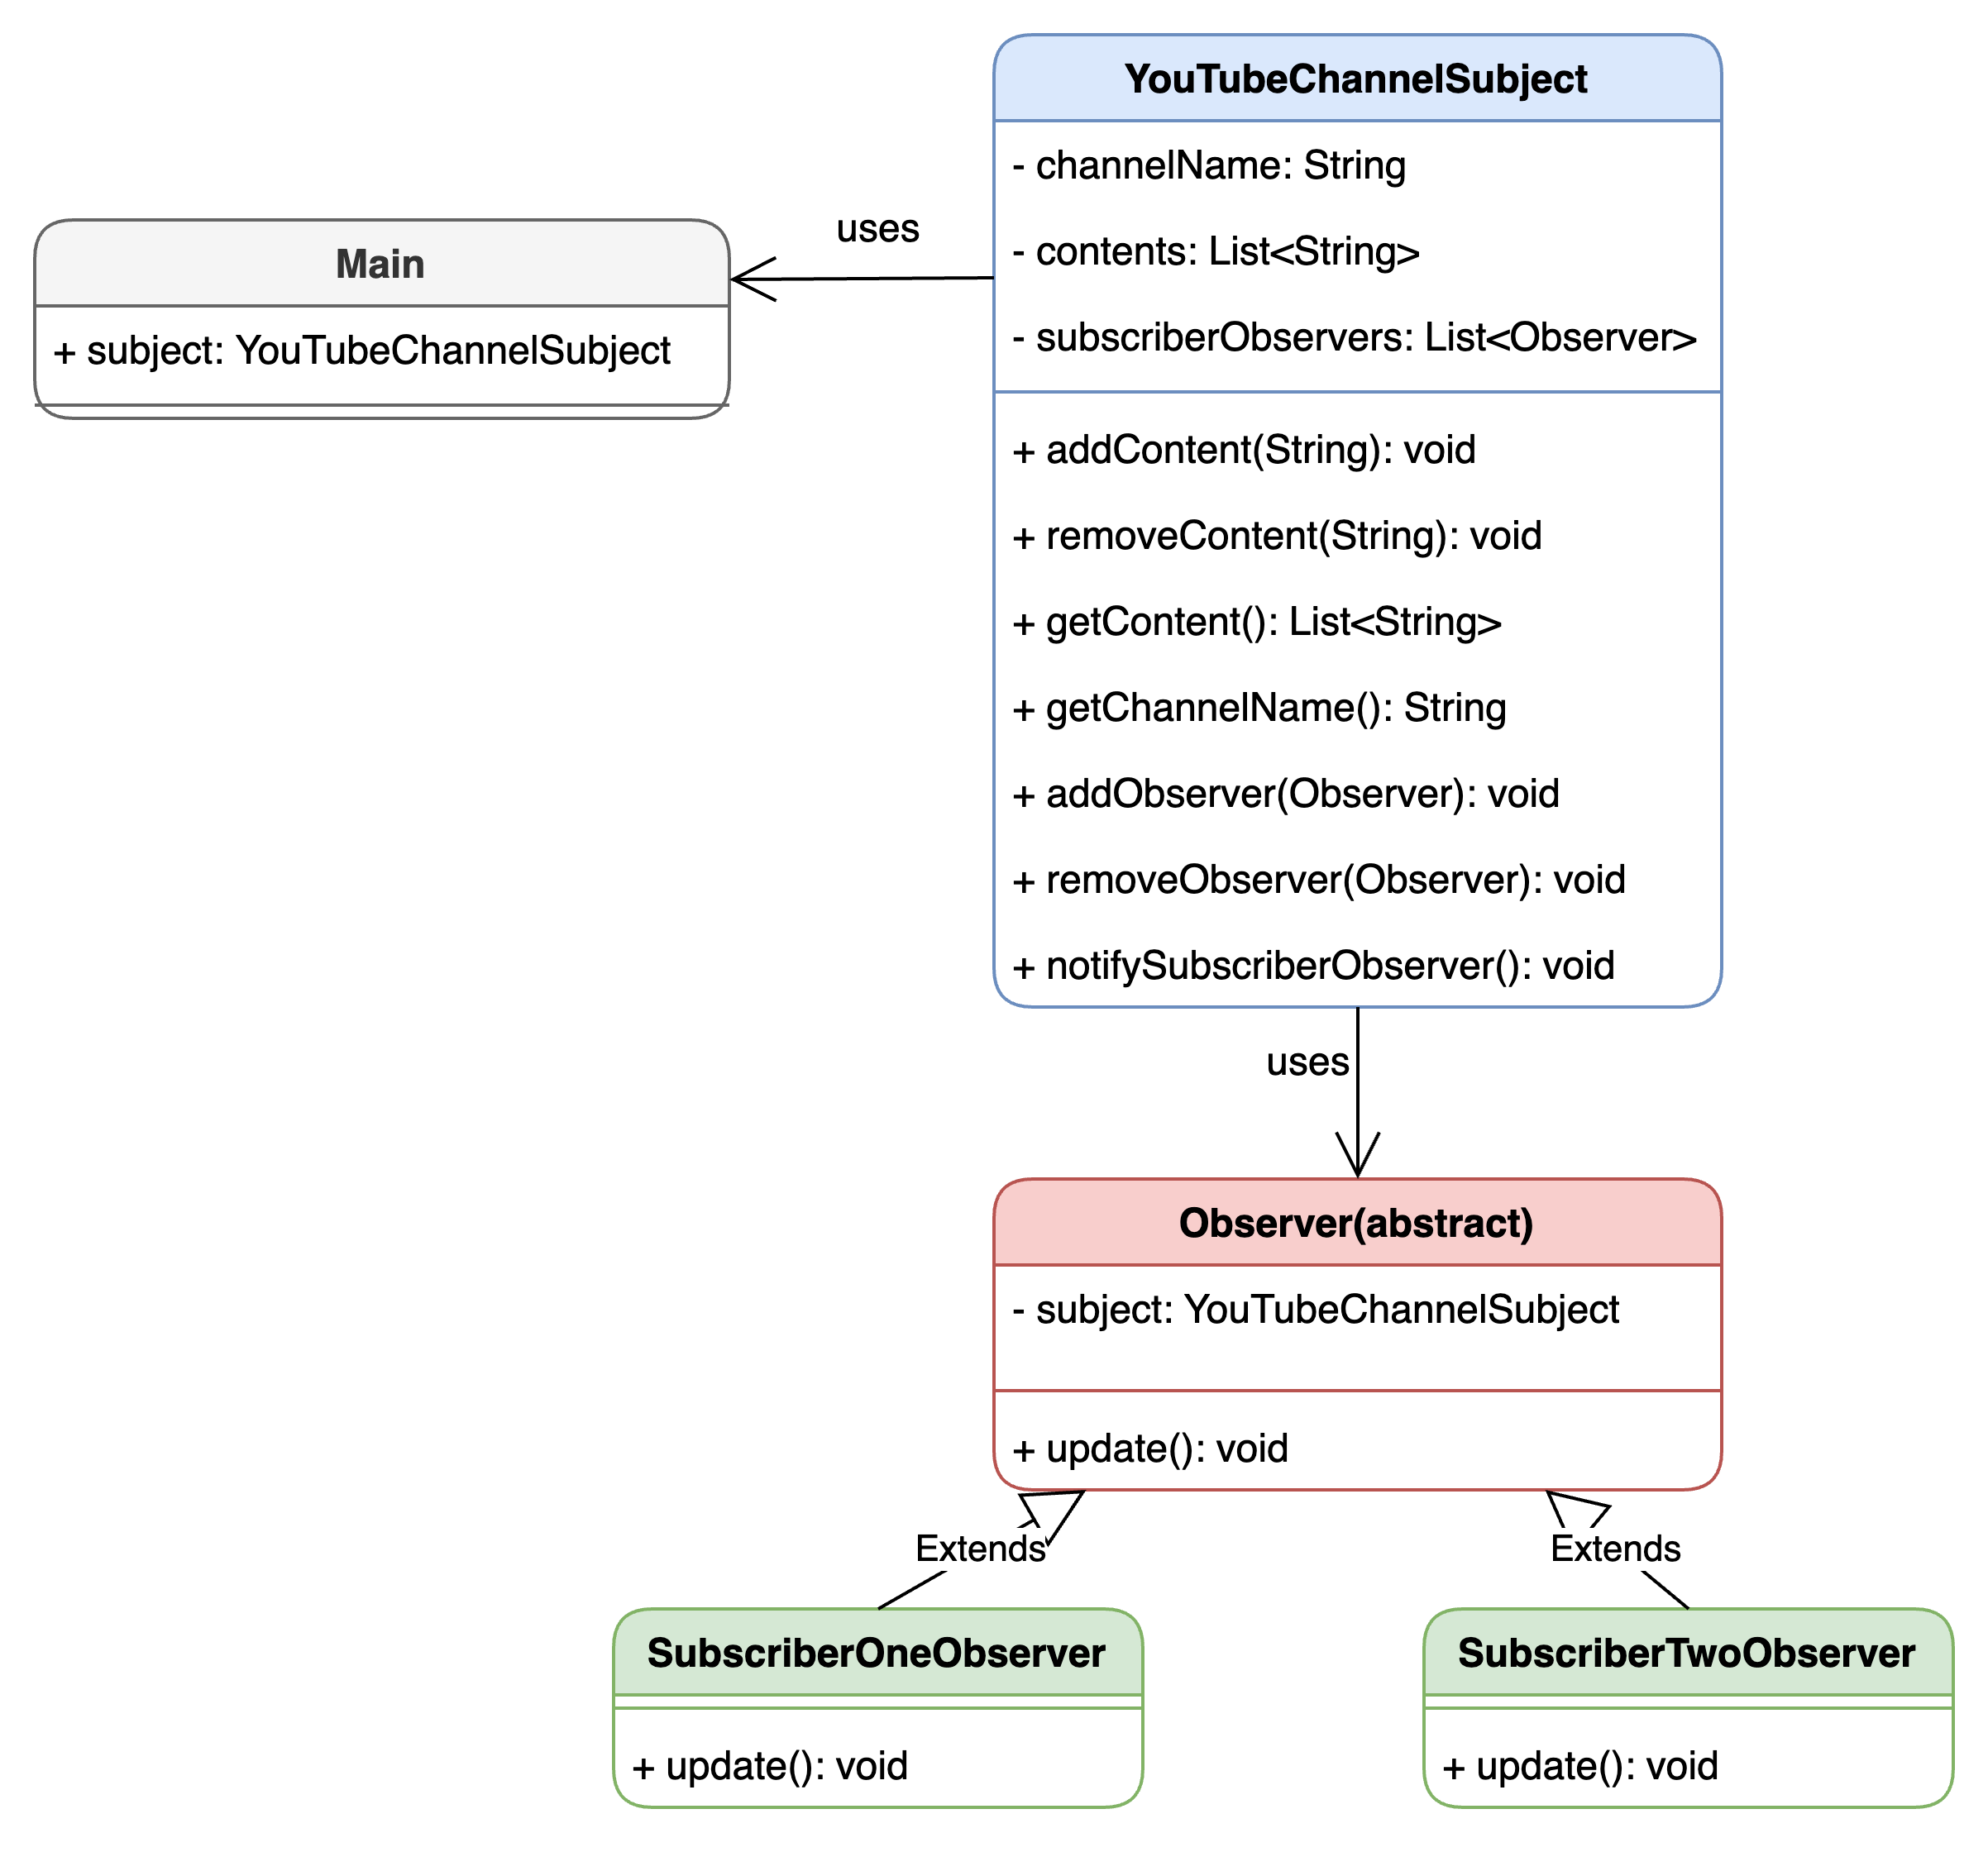 YouTubeChannelSubject
- channelName: String
- contents: List<String>
- subscriberObservers: List<Observer>
+ addContent(String): void
+ removeContent(String): void
+ getContent(): List<String>
+ getChannelName(): String
+ addObserver(Observer): void
+ removeObserver(Observer): void
+ notifySubscriberObserver(): void
uses
Main
+ subject: YouTubeChannelSubject
uses
Observer(abstract)
- subject: YouTubeChannelSubject
+ update(): void
Extends
Extends
SubscriberOneObserver
+ update(): void
SubscriberTwoObserver
+ update(): void